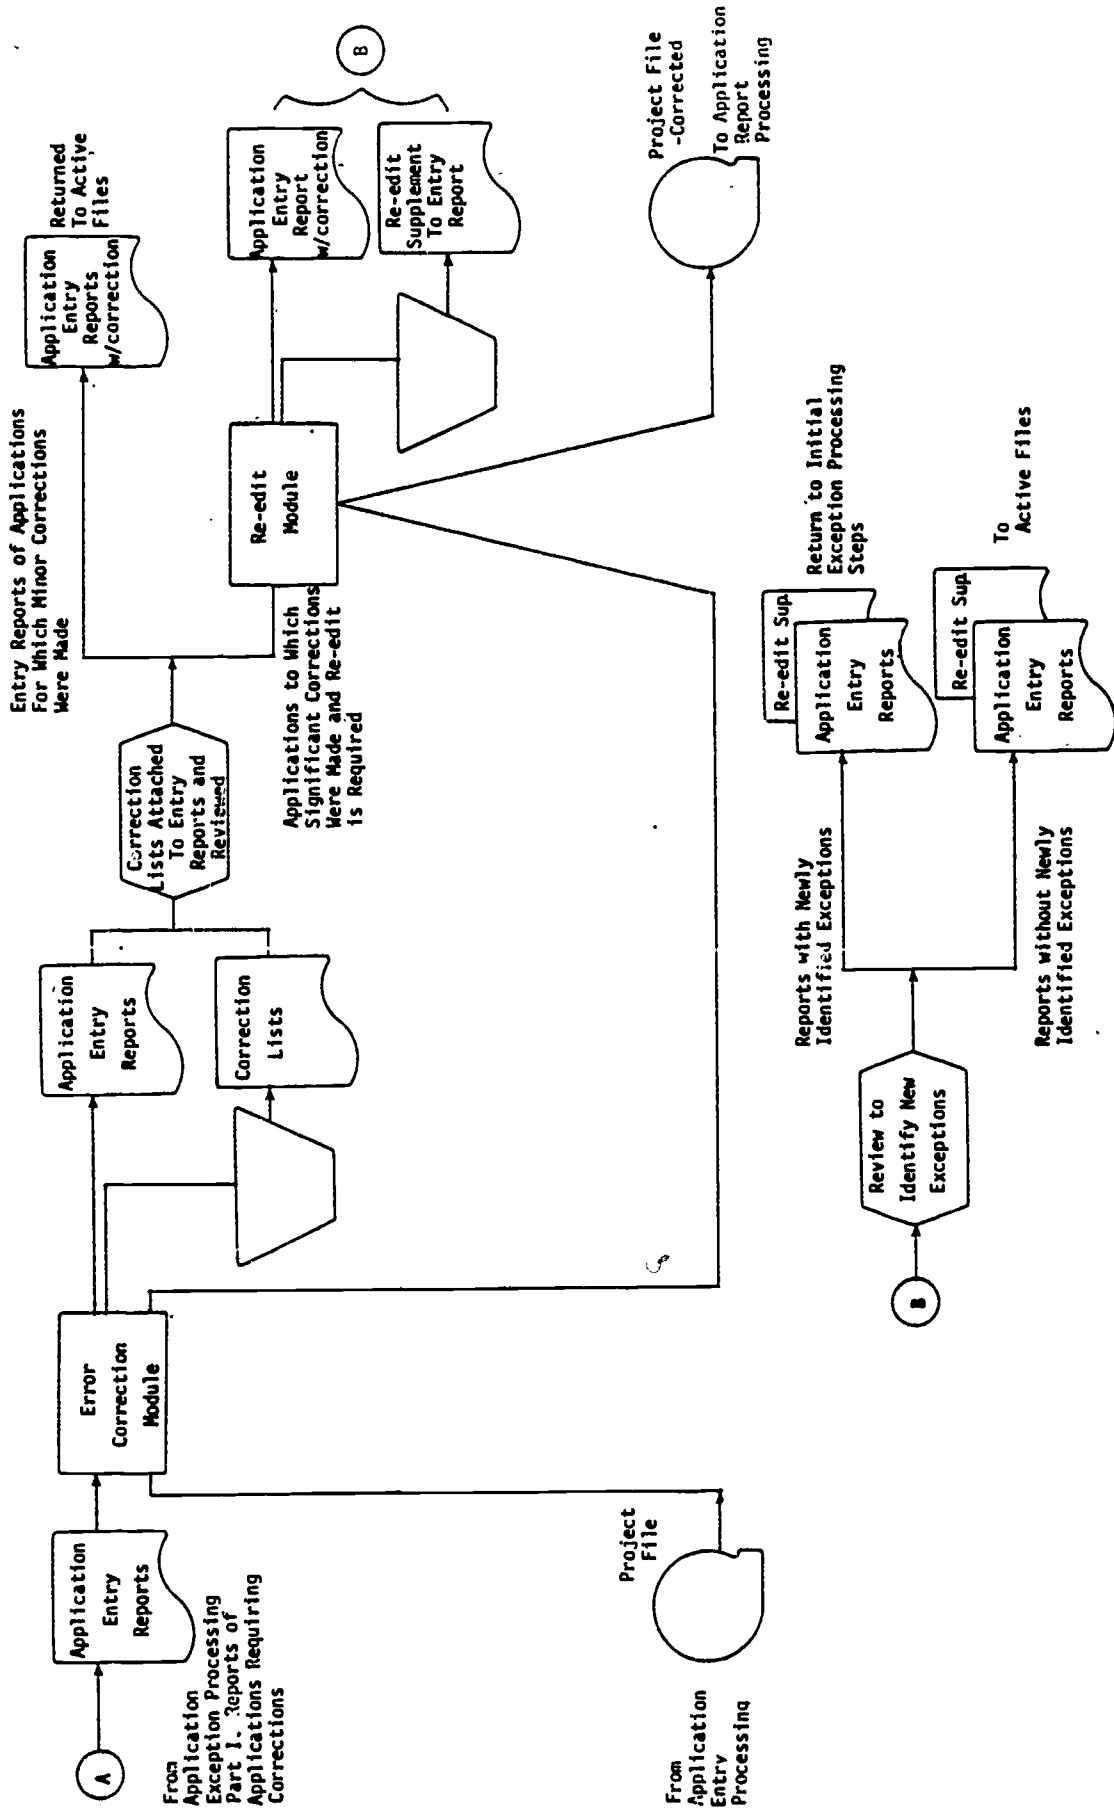 A
From
Application
Exception Processing
Part I. Reports of
Applications Requiring
Corrections
Application
Entry
Reports
Error
Correction
Module
Application
Entry
Reports
Correction
Lists
Correction
Lists Attached
To Entry
Reports and
Reviewed
Entry Reports of Applications
For Which Minor Corrections
Were Made
Application
Entry
Reports
w/correction
Returned
To Active
Files
Applications to Which
Significant Corrections
Were Made and Re-edit
is Required
Re-edit
Module
Application
Entry
Report
w/correction
Re-edit
Supplement
To Entry
Report
B
From
Application
Entry
Processing
Project
File
Project File
-Corrected
To Application
Report
Processing
B
Review to
Identify New
Exceptions
Reports with Newly
Identified Exceptions
Re-edit Sup.
Application
Entry
Reports
Return to Initial
Exception Processing
Steps
Reports without Newly
Identified Exceptions
Re-edit Sup
Application
Entry
Reports
To
Active Files